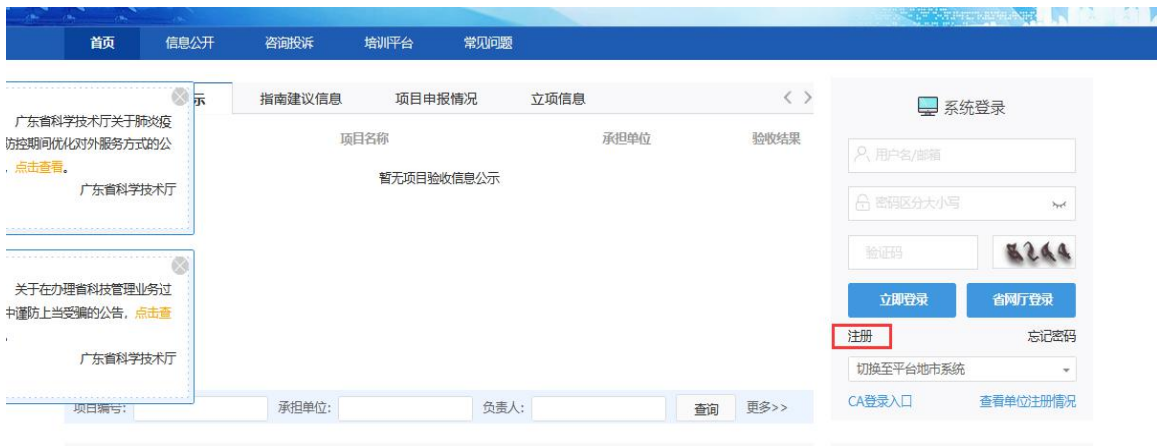 首页 信息公开 咨询投诉 培训平台 常见问题
示 指南建议信息 项目申报情况 立项信息
项目名称 承担单位 验收结果
暂无项目验收信息公示
广东省科学技术厅关于肺炎疫
防控期间优化对外服务方式的公
，点击查看。
广东省科学技术厅
关于在办理省科技管理业务过
中谨防上当受骗的公告，点击查
广东省科学技术厅
项目编号: 承担单位: 负责人: 查询 更多>>
系统登录
用户名/邮箱
密码区分大小写
验证码 8244
立即登录 省网厅登录
注册 忘记密码
切换至平台地市系统
CA登录入口 查看单位注册情况